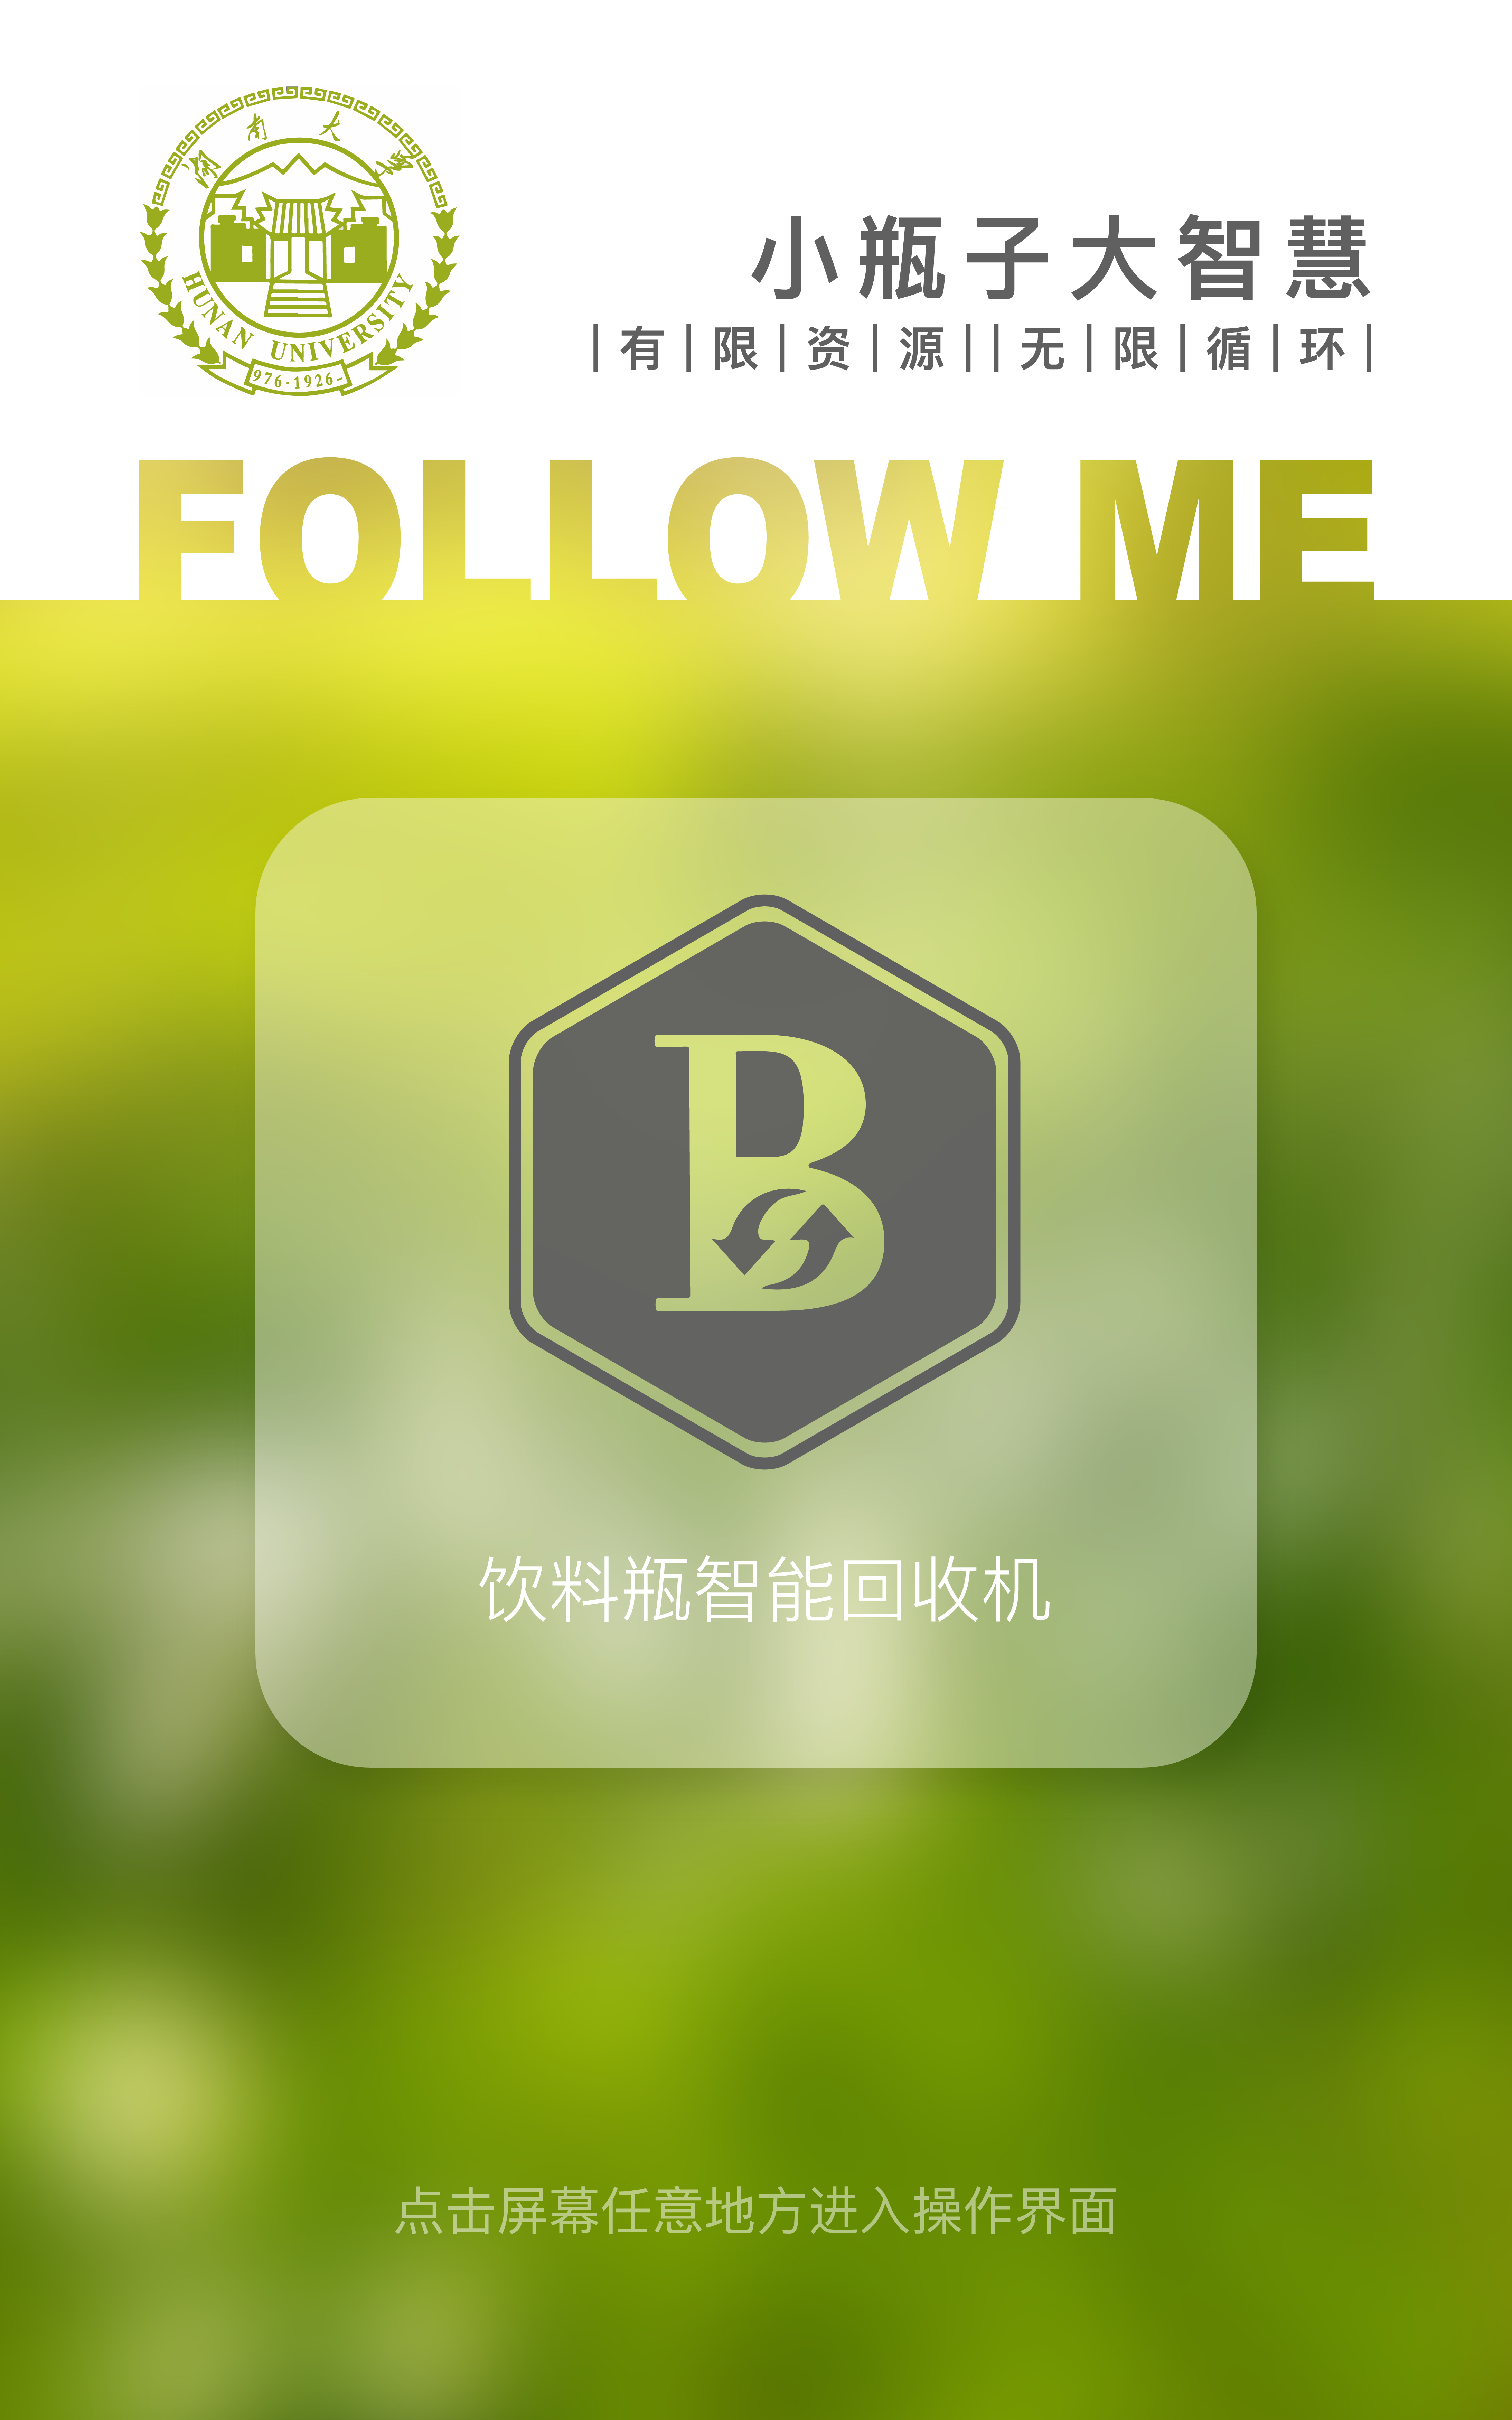 湖南大學
HUNAN UNIVERSITY
976-1926-
小瓶子大智慧
|有|限|资|源||无|限|循|环|
FOLLOW ME
B
饮料瓶智能回收机
点击屏幕任意地方进入操作界面